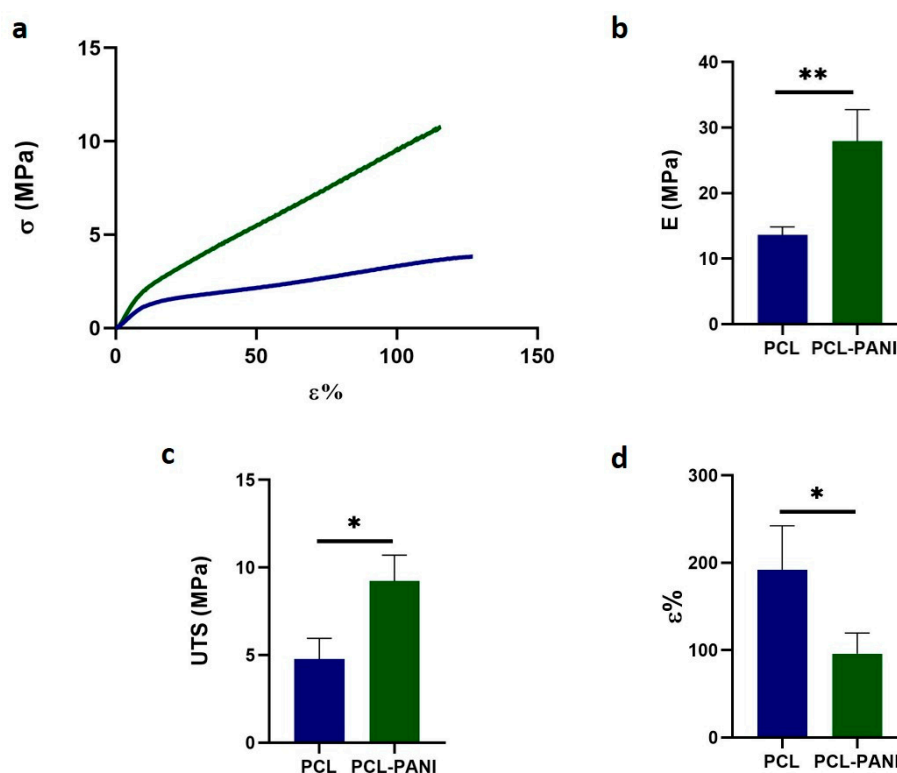 a
15
10
5
0
σ (MPa)
0 50 100 150
ε%
b
40
30
20
10
0
E (MPa)
**
PCL PCL-PANI
c
15
10
5
0
UTS (MPa)
*
PCL PCL-PANI
d
300
200
100
0
ε%
*
PCL PCL-PANI